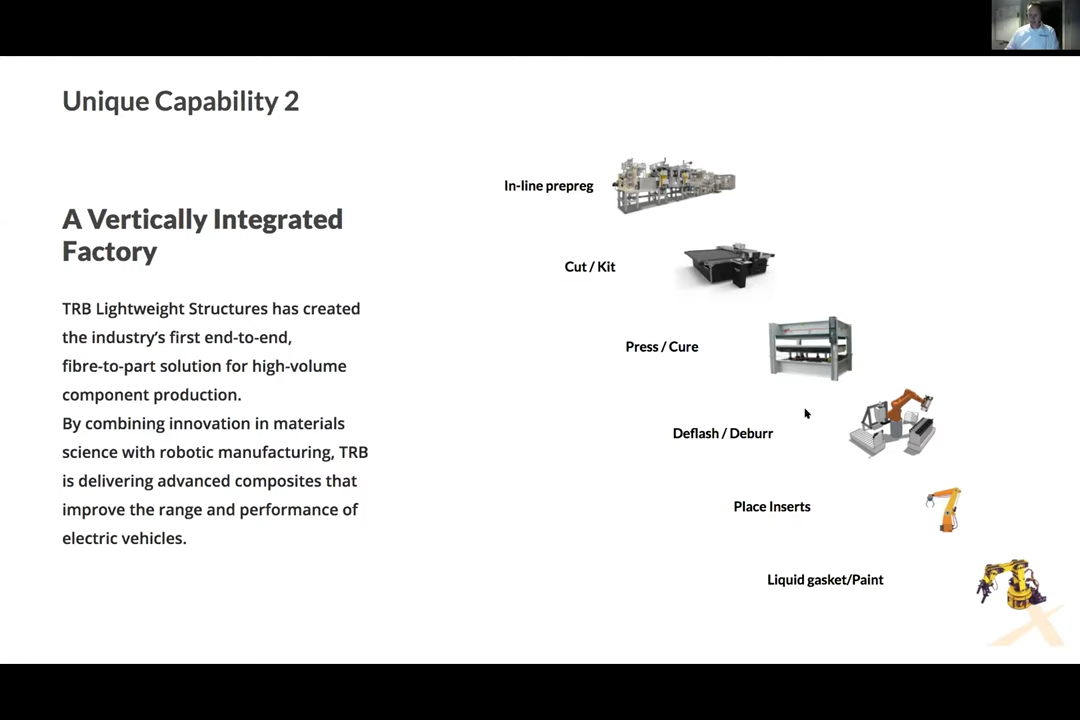 Unique Capability 2
A Vertically Integrated
Factory
TRB Lightweight Structures has created
the industry's first end-to-end,
fibre-to-part solution for high-volume
component production.
By combining innovation in materials
science with robotic manufacturing, TRB
is delivering advanced composites that
improve the range and performance of
electric vehicles.
In-line prepreg
Cut / Kit
Press / Cure
Deflash / Deburr
Place Inserts
Liquid gasket/Paint